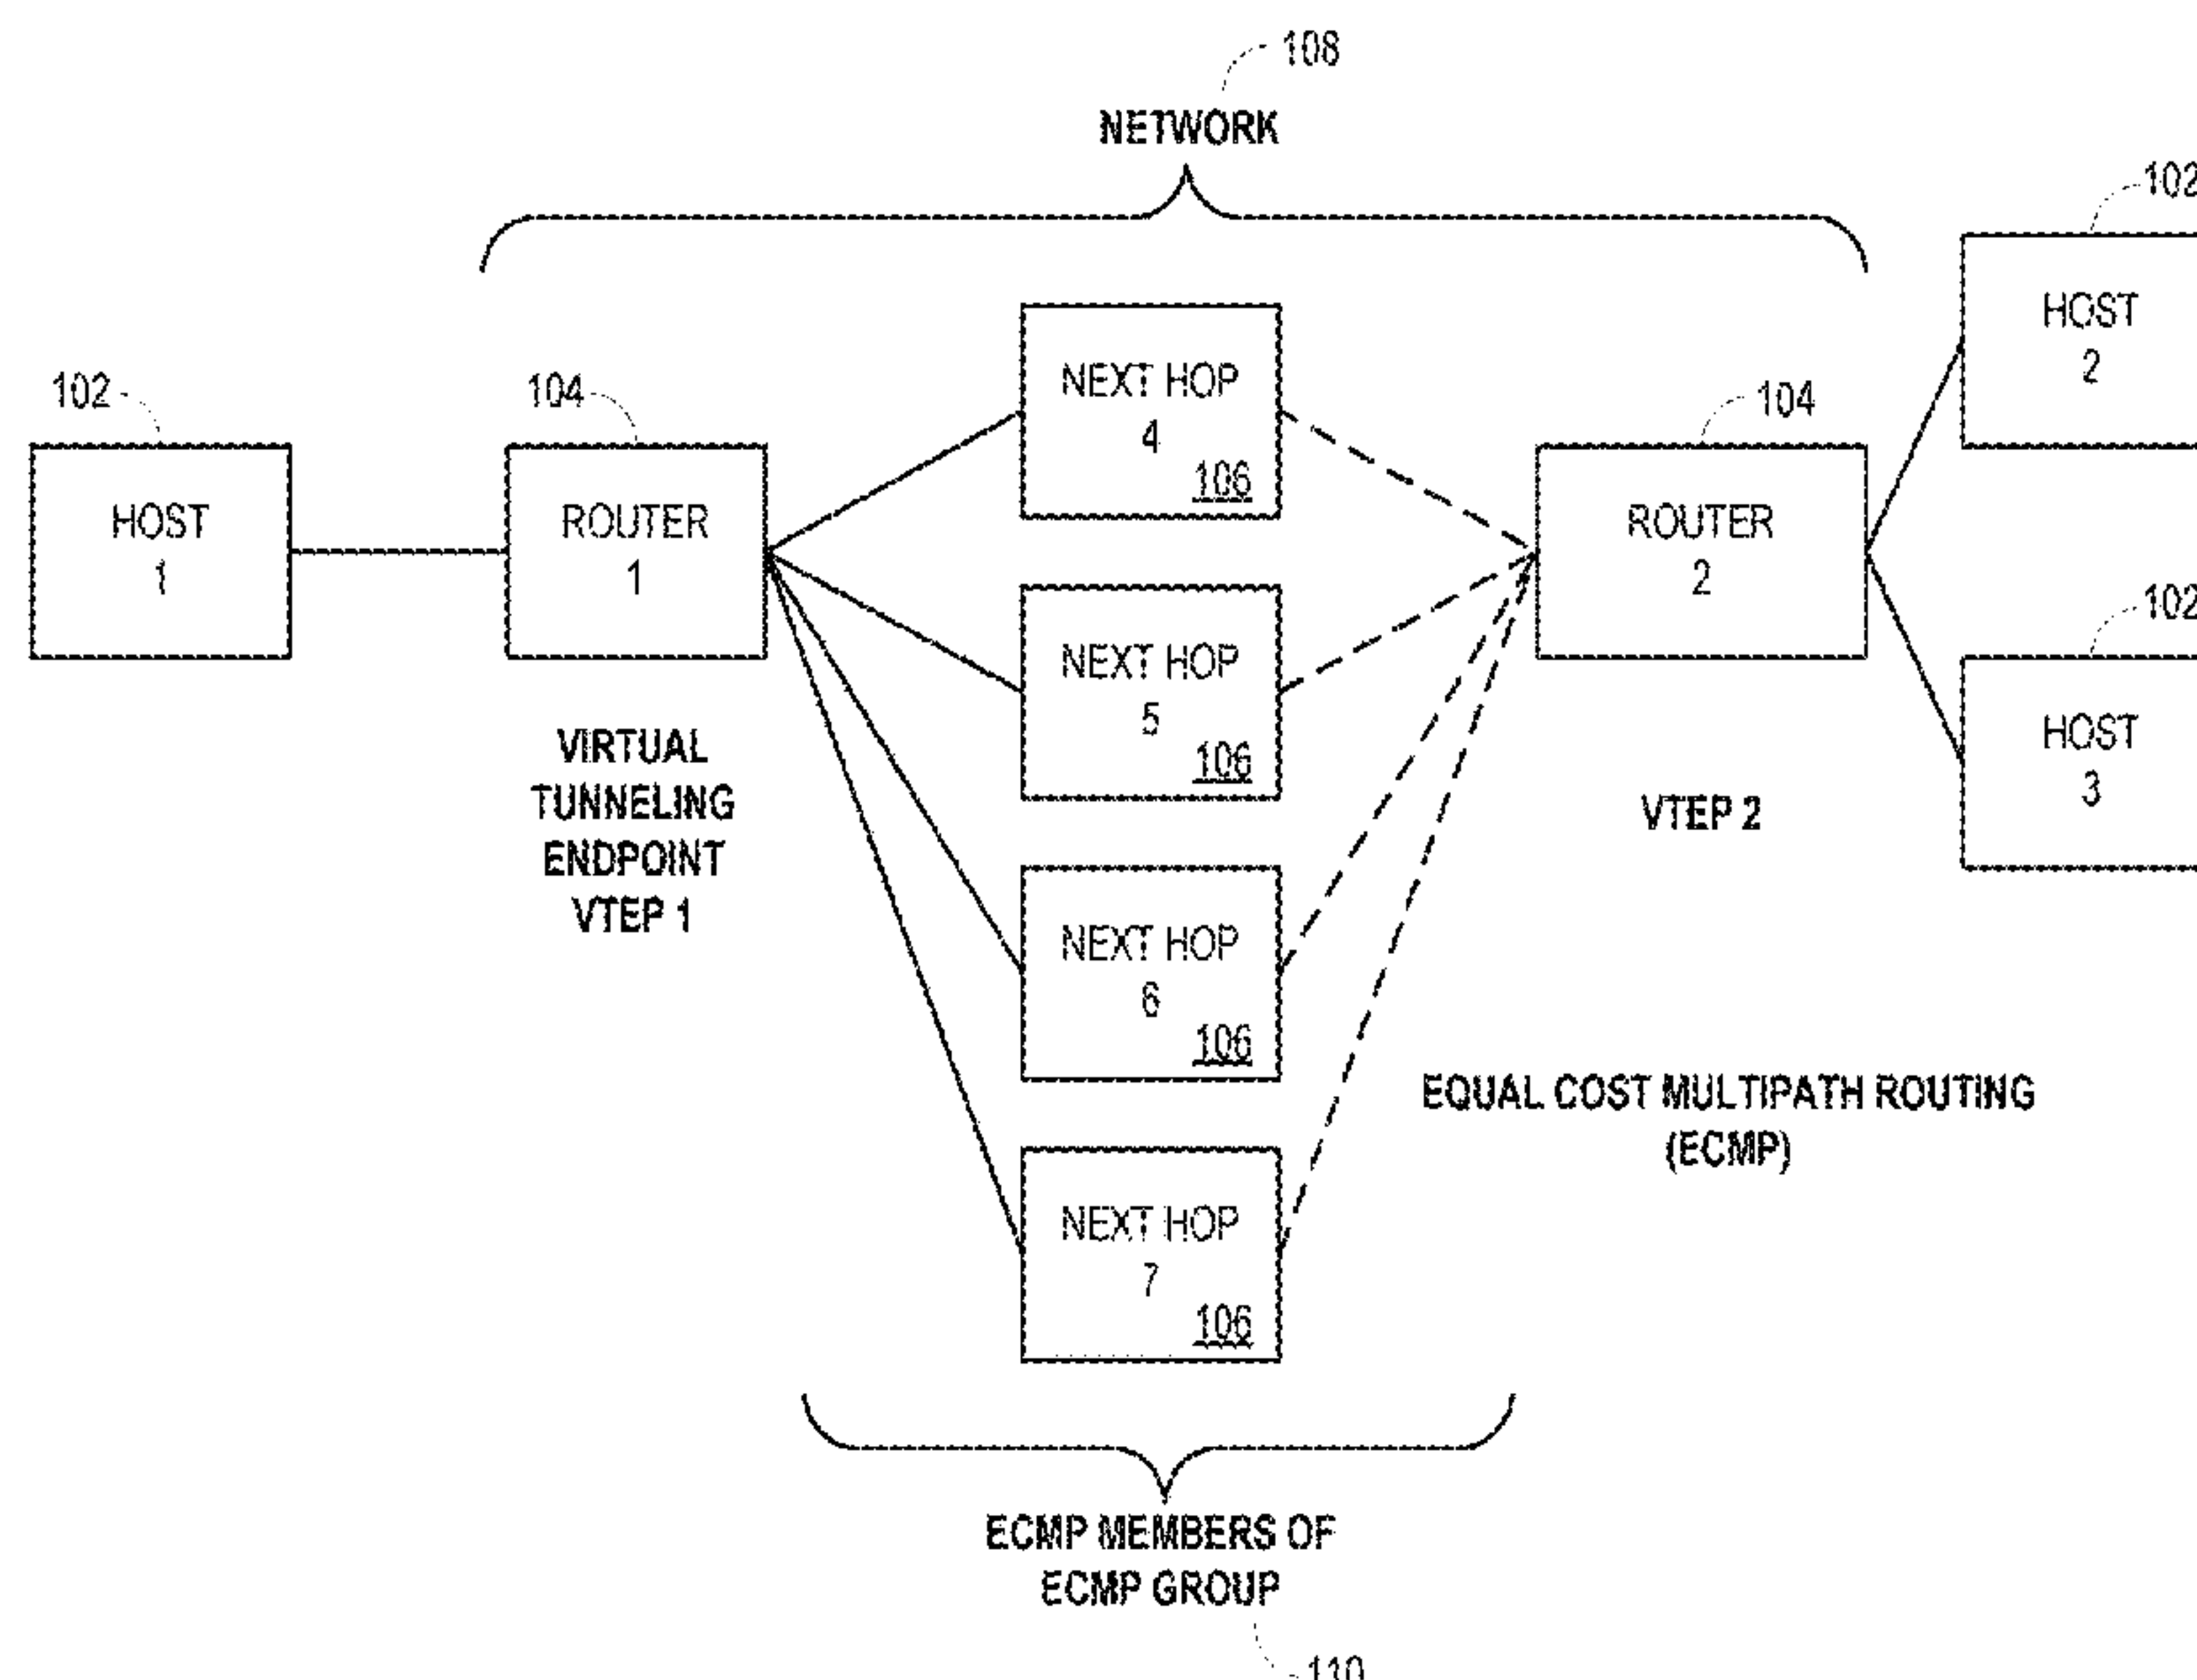 108
NETWORK
102
HOST
2
102
HOST
1
104
ROUTER
1
NEXT HOP
4
106
104
ROUTER
2
VIRTUAL
TUNNELING
ENDPOINT
VTEP 1
NEXT HOP
5
106
VTEP 2
102
HOST
3
NEXT HOP
6
106
EQUAL COST MULTIPATH ROUTING
(ECMP)
NEXT HOP
7
106
ECMP MEMBERS OF
ECMP GROUP
110